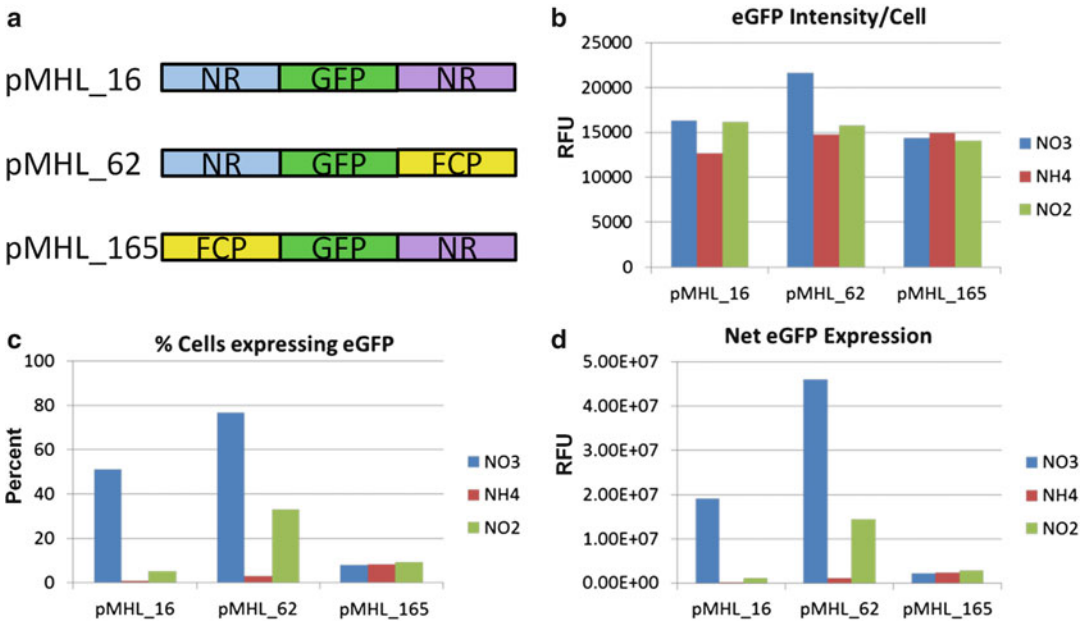 a
pMHL_16 NR GFP NR
pMHL_62 NR GFP FCP
pMHL_165 FCP GFP NR
b
eGFP Intensity/Cell
25000
20000
15000
10000
5000
0
RFU
pMHL_16 pMHL_62 pMHL_165
NO3
NH4
NO2
c
% Cells expressing eGFP
100
80
60
40
20
0
Percent
pMHL_16 pMHL_62 pMHL_165
NO3
NH4
NO2
d
Net eGFP Expression
5.00E+07
4.00E+07
3.00E+07
2.00E+07
1.00E+07
0.00E+00
RFU
pMHL_16 pMHL_62 pMHL_165
NO3
NH4
NO2